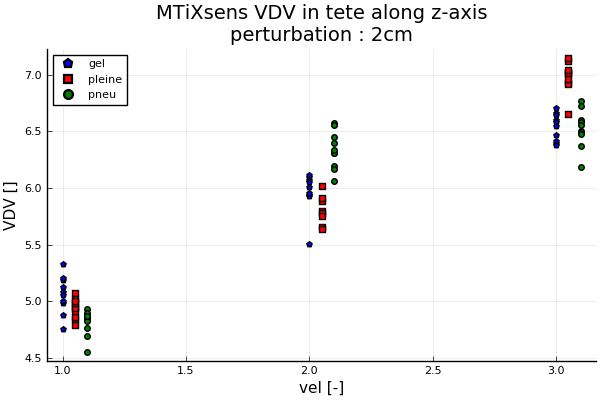 MTiXsens VDV in tete along z-axis
perturbation : 2cm
gel
pleine
pneu
7.0
6.5
6.0
5.5
5.0
4.5
VDV []
1.0
1.5
2.0
2.5
3.0
vel [-]